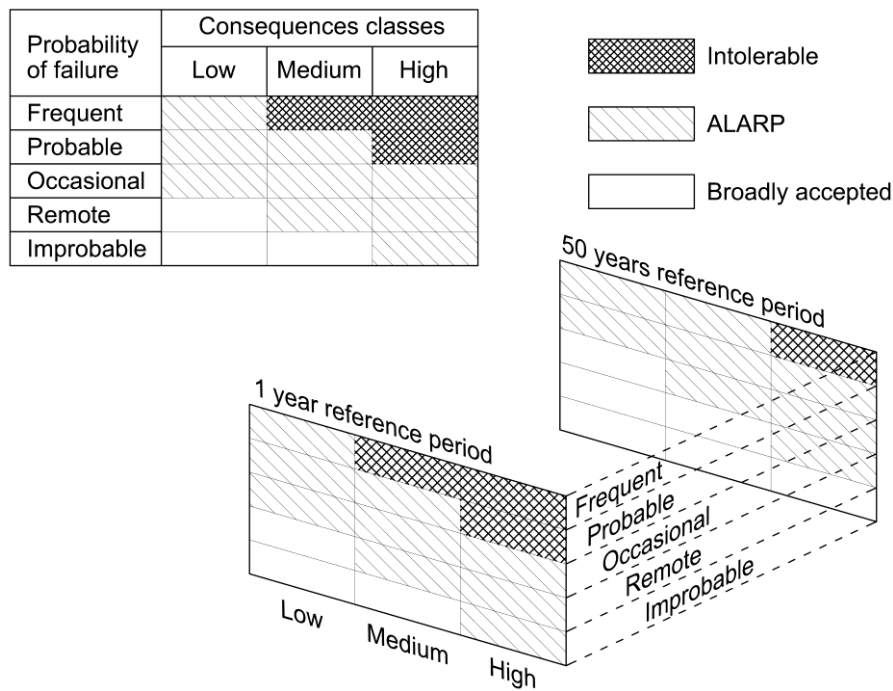 Probability
of failure
Consequences classes
Low
Medium
High
Frequent
Probable
Occasional
Remote
Improbable
Intolerable
ALARP
Broadly accepted
50 years reference period
1 year reference period
Frequent
Probable
Occasional
Remote
Improbable
Low
Medium
High